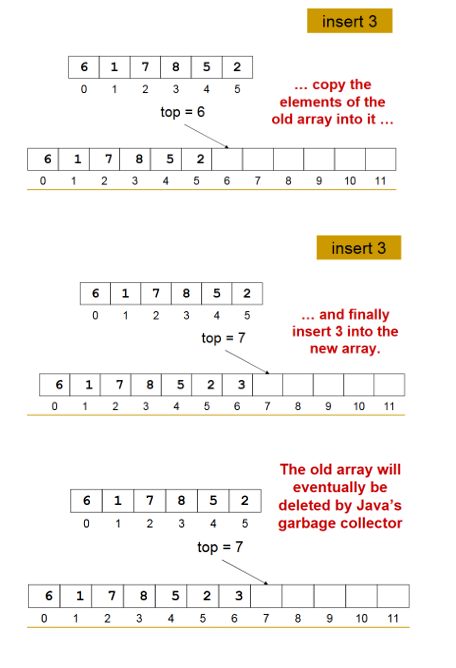 insert 3
6 1 7 8 5 2
0 1 2 3 4 5
… copy the
elements of the
old array into it …
top = 6
6 1 7 8 5 2
0 1 2 3 4 5 6 7 8 9 10 11
insert 3
6 1 7 8 5 2
0 1 2 3 4 5
… and finally
insert 3 into the
new array.
top = 7
6 1 7 8 5 2 3
0 1 2 3 4 5 6 7 8 9 10 11
The old array will
eventually be
deleted by Java's
garbage collector
6 1 7 8 5 2
0 1 2 3 4 5
top = 7
6 1 7 8 5 2 3
0 1 2 3 4 5 6 7 8 9 10 11